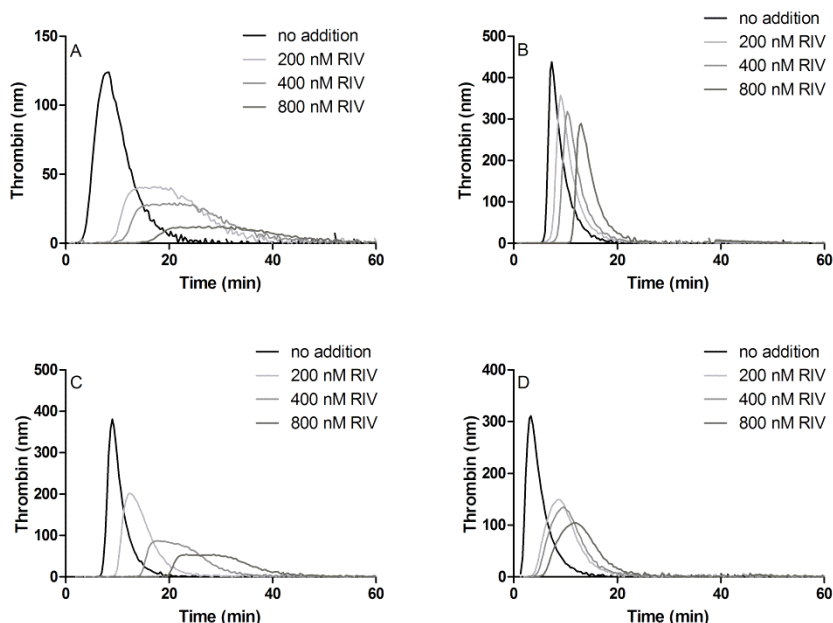 A
no addition
200 nM RIV
400 nM RIV
800 nM RIV
150
100
50
0
Thrombin (nm)
0 20 40 60
Time (min)
B
no addition
200 nM RIV
400 nM RIV
800 nM RIV
500
400
300
200
100
0
Thrombin (nm)
0 20 40 60
Time (min)
C
no addition
200 nM RIV
400 nM RIV
800 nM RIV
500
400
300
200
100
0
Thrombin (nm)
0 20 40 60
Time (min)
D
no addition
200 nM RIV
400 nM RIV
800 nM RIV
400
300
200
100
0
Thrombin (nm)
0 20 40 60
Time (min)